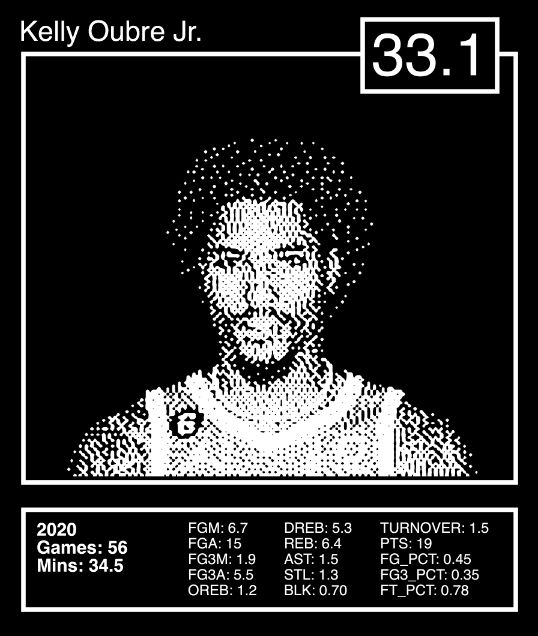 Kelly Oubre Jr.
33.1
6
2020
Games: 56
Mins: 34.5
FGM: 6.7
FGA: 15
FG3M: 1.9
FG3A: 5.5
OREB: 1.2
DREB: 5.3
REB: 6.4
AST: 1.5
STL: 1.3
BLK: 0.70
TURNOVER: 1.5
PTS: 19
FG_PCT: 0.45
FG3_PCT: 0.35
FT_PCT: 0.78